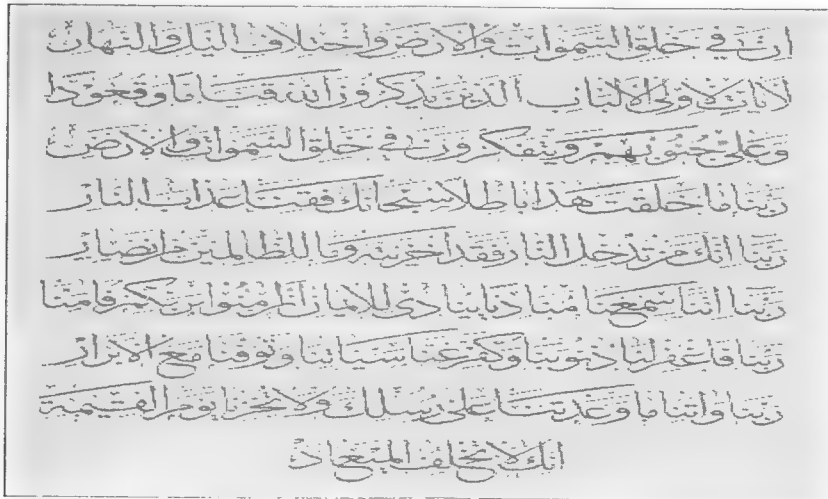 ان في خلق السموات والارض واختلاف اليل والنهار
لايات لاولى الالباب الذين يذكرون الله قياما وقعودا
وعلى جنوبهم ويتفكرون في خلق السموات والارض
ربنا ما خلقت هذا باطلا سبحانك فقنا عذاب النار
ربنا انك من تدخل النار فقد اخزيته وما للظالمين من انصار
ربنا اننا سمعنا مناديا ينادى للايمان ان امنوا بربكم فامنا
ربنا فاغفر لنا ذنوبنا وكفر عنا سياتنا وتوفنا مع الابرار
ربنا واتنا ما وعدتنا على رسلك ولا تخزنا يوم القيمة
انك لا تخلف الميعاد